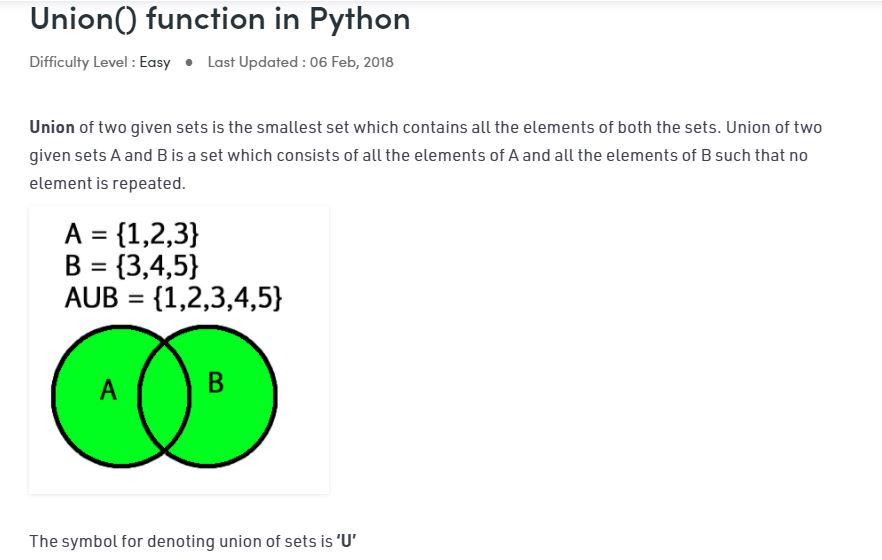 Union() function in Python
Difficulty Level : Easy ● Last Updated : 06 Feb, 2018
Union of two given sets is the smallest set which contains all the elements of both the sets. Union of two
given sets A and B is a set which consists of all the elements of A and all the elements of B such that no
element is repeated.
A = {1,2,3}
B = {3,4,5}
AUB = {1,2,3,4,5}
A
B
The symbol for denoting union of sets is ‘U’